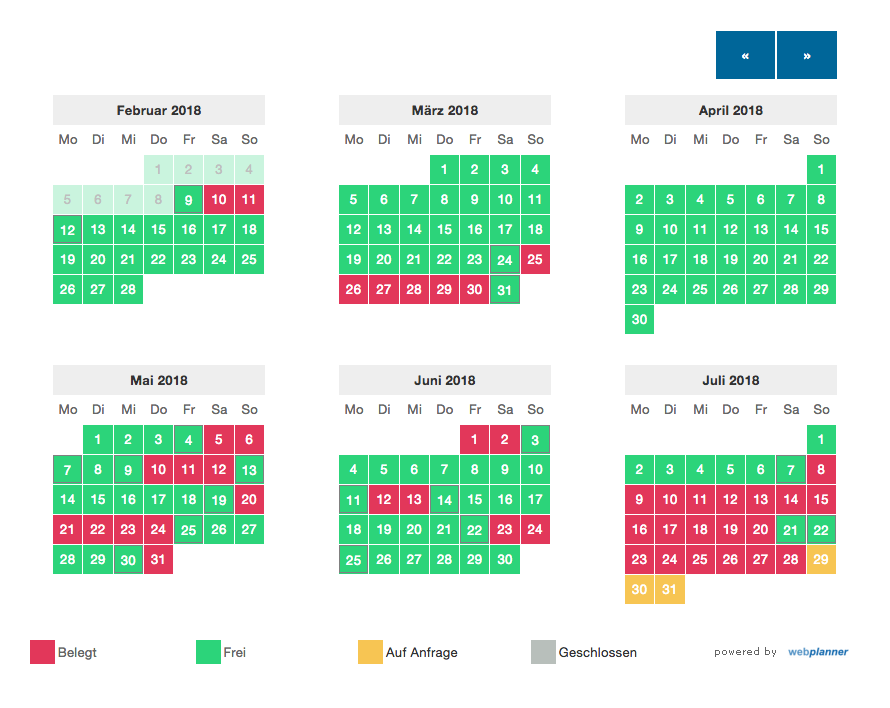 « »
Februar 2018 März 2018 April 2018
Mo Di Mi Do Fr Sa So Mo Di Mi Do Fr Sa So Mo Di Mi Do Fr Sa So
1 2 3 4 1 2 3 4 1
5 6 7 8 9 10 11 5 6 7 8 9 10 11 2 3 4 5 6 7 8
12 13 14 15 16 17 18 12 13 14 15 16 17 18 9 10 11 12 13 14 15
19 20 21 22 23 24 25 19 20 21 22 23 24 25 16 17 18 19 20 21 22
26 27 28 26 27 28 29 30 31 23 24 25 26 27 28 29
30
Mai 2018 Juni 2018 Juli 2018
Mo Di Mi Do Fr Sa So Mo Di Mi Do Fr Sa So Mo Di Mi Do Fr Sa So
1 2 3 4 5 6 1 2 3 1
7 8 9 10 11 12 13 4 5 6 7 8 9 10 2 3 4 5 6 7 8
14 15 16 17 18 19 20 11 12 13 14 15 16 17 9 10 11 12 13 14 15
21 22 23 24 25 26 27 18 19 20 21 22 23 24 16 17 18 19 20 21 22
28 29 30 31 25 26 27 28 29 30 23 24 25 26 27 28 29
30 31
Belegt Frei Auf Anfrage Geschlossen powered by webplanner